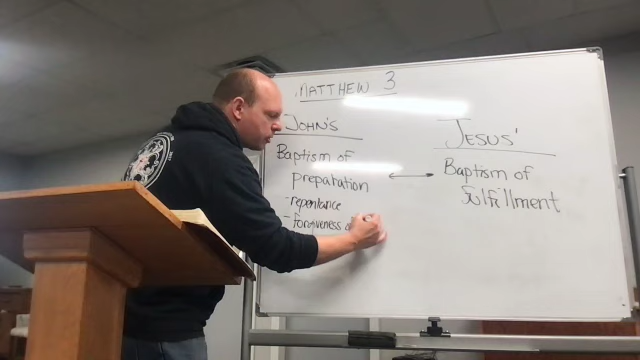 MATTHEW 3
JOHN'S
Baptism of
preparation
- repentance
- forgiveness
JESUS'
Baptism of
Fulfillment